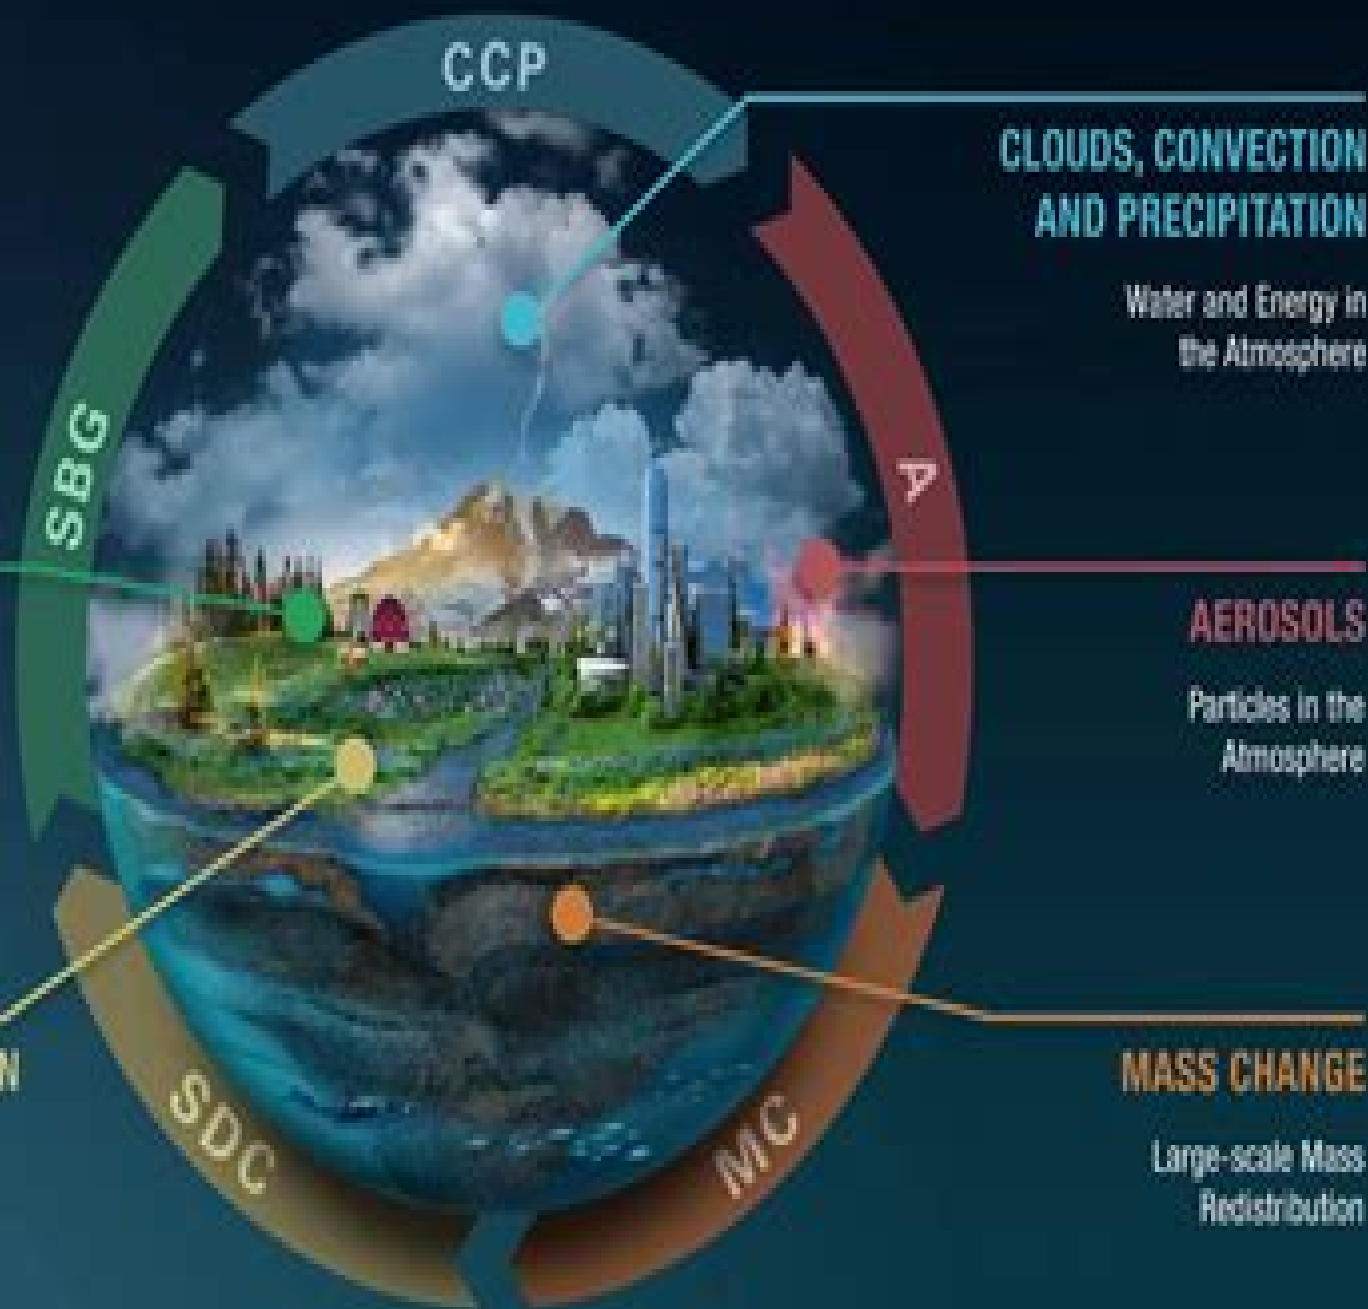 CCP
CLOUDS, CONVECTION
AND PRECIPITATION
Water and Energy in
the Atmosphere
SBG
A
AEROSOLS
Particles in the
Atmosphere
N
MASS CHANGE
Large-scale Mass
Redistribution
SDC
MC